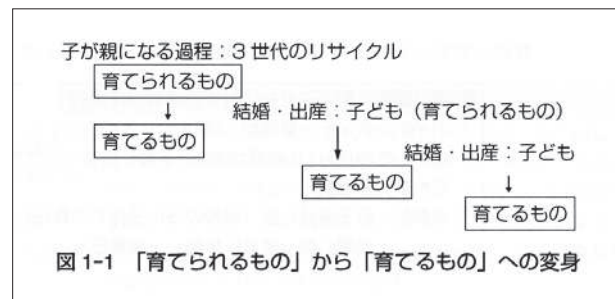 子が親になる過程：3世代のリサイクル
育てられるもの
結婚・出産：子ども（育てられるもの）
育てるもの
結婚・出産：子ども
育てるもの
育てるもの
図 1-1 「育てられるもの」から「育てるもの」への変身